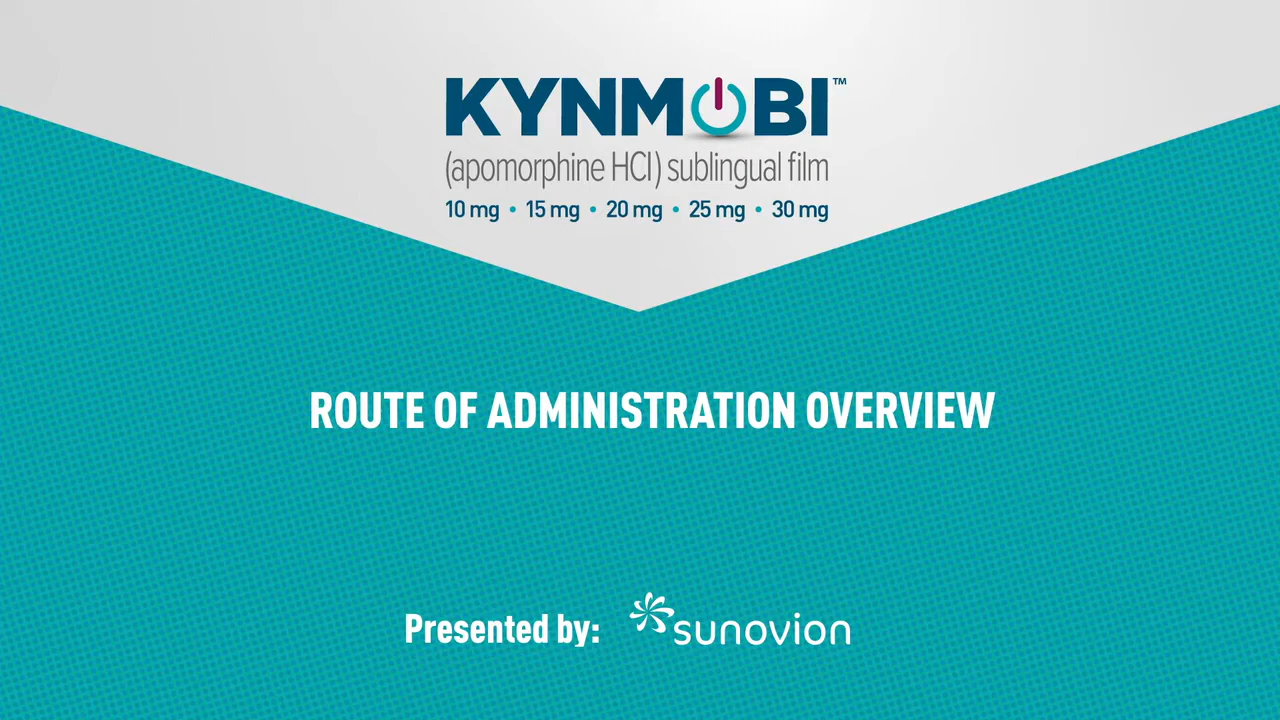 KYNMOBI™
(apomorphine HCl) sublingual film
10 mg • 15 mg • 20 mg • 25 mg • 30 mg
ROUTE OF ADMINISTRATION OVERVIEW
Presented by: sunovion